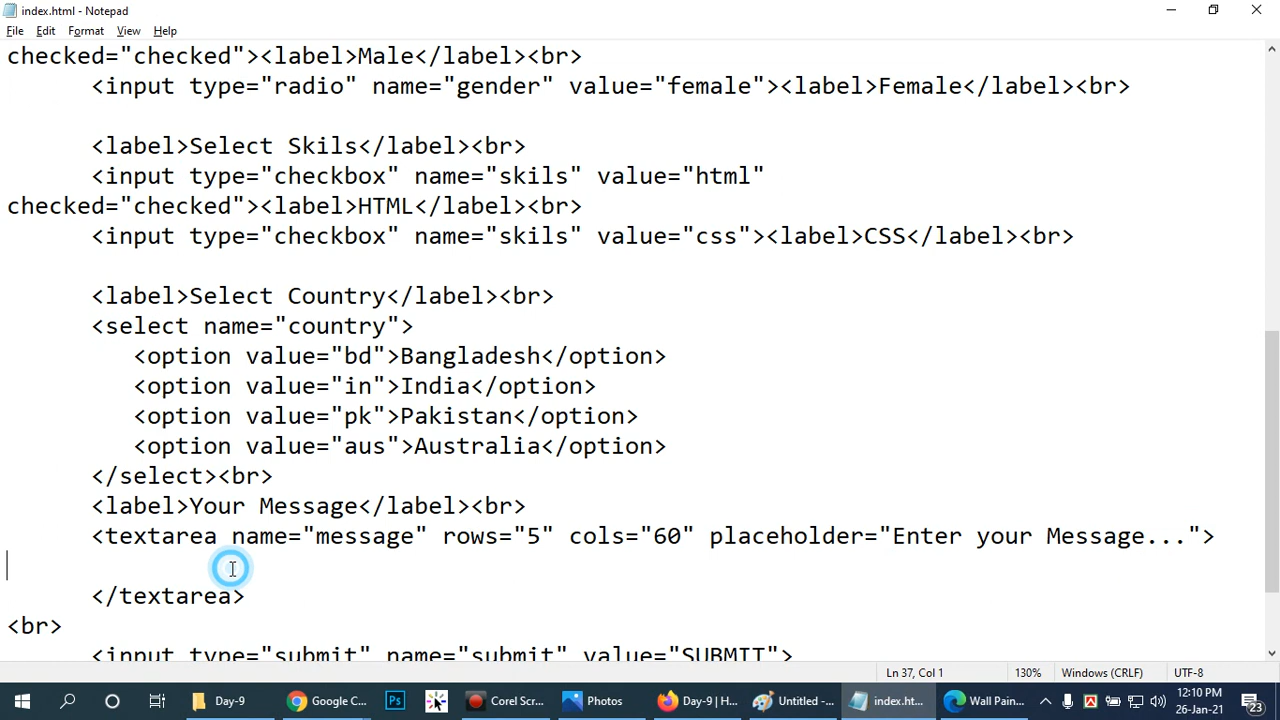 index.html - Notepad
File Edit Format View Help
checked="checked"><label>Male</label><br>
<input type="radio" name="gender" value="female"><label>Female</label><br>
<label>Select Skils</label><br>
<input type="checkbox" name="skils" value="html"
checked="checked"><label>HTML</label><br>
<input type="checkbox" name="skils" value="css"><label>CSS</label><br>
<label>Select Country</label><br>
<select name="country">
<option value="bd">Bangladesh</option>
<option value="in">India</option>
<option value="pk">Pakistan</option>
<option value="aus">Australia</option>
</select><br>
<label>Your Message</label><br>
<textarea name="message" rows="5" cols="60" placeholder="Enter your Message...">
</textarea>
<br>
<input type="submit" name="submit" value="SUBMIT">
Ln 37, Col 1 130% Windows (CRLF) UTF-8
Day-9 Google C... Ps Corel Scr... Photos Day-9 | H... Untitled -... index.ht... Wall Pain... A 12:10 PM
26-Jan-21 23